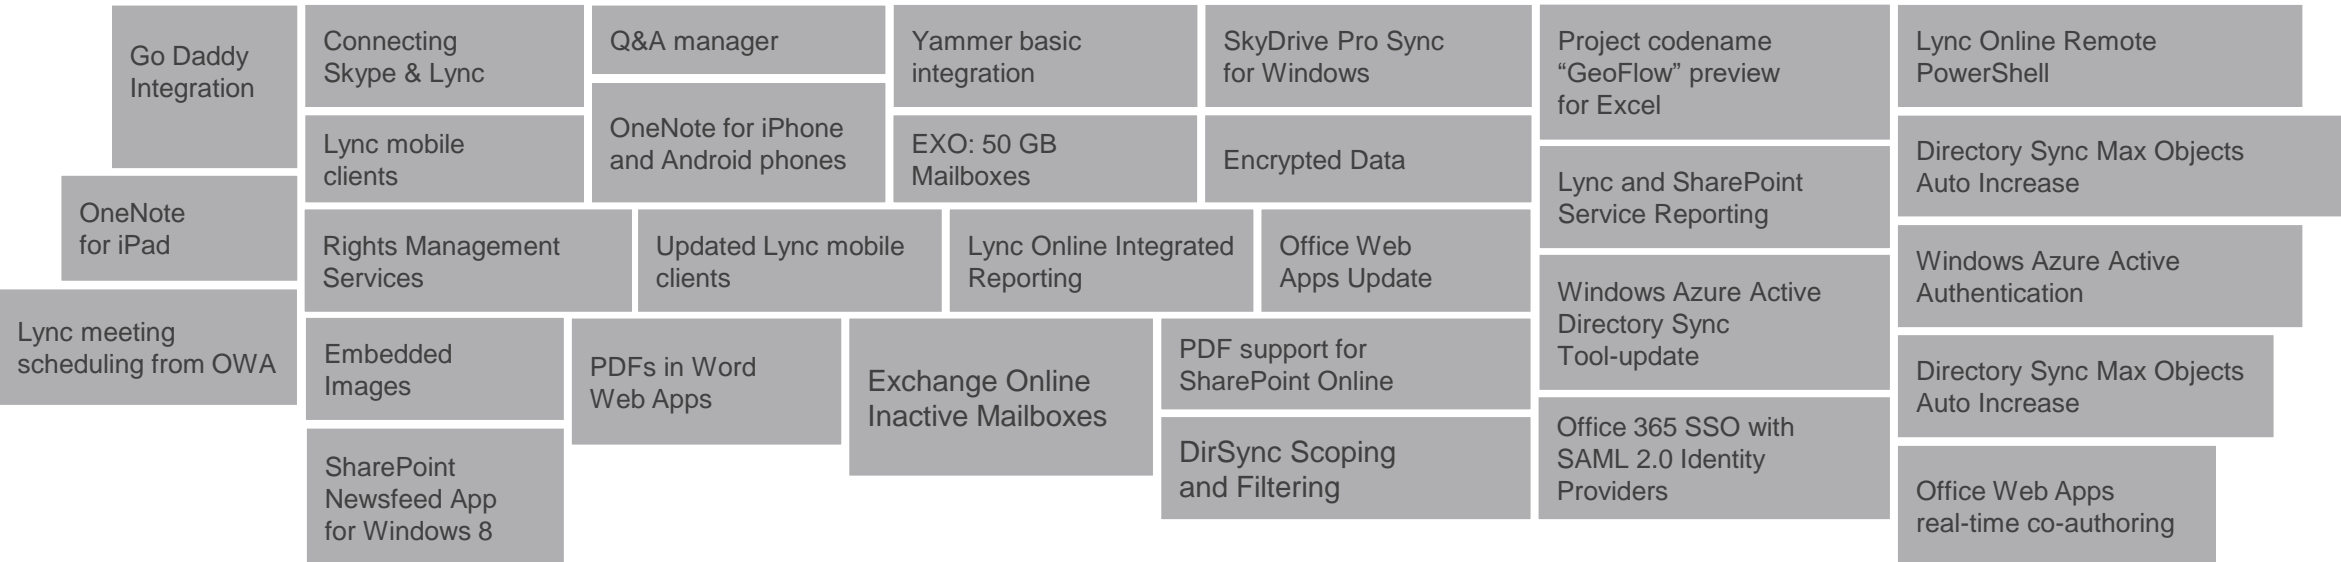 Go Daddy
Integration
OneNote
for iPad
Lync meeting
scheduling from OWA
Connecting
Skype & Lync
Q&A manager
Yammer basic
integration
SkyDrive Pro Sync
for Windows
Lync mobile
clients
OneNote for iPhone
and Android phones
EXO: 50 GB
Mailboxes
Encrypted Data
Rights Management
Services
Updated Lync mobile
clients
Lync Online Integrated
Reporting
Office Web
Apps Update
Embedded
Images
PDFs in Word
Web Apps
Exchange Online
Inactive Mailboxes
PDF support for
SharePoint Online
DirSync Scoping
and Filtering
SharePoint
Newsfeed App
for Windows 8
Project codename
“GeoFlow” preview
for Excel
Lync and SharePoint
Service Reporting
Windows Azure Active
Directory Sync
Tool-update
Office 365 SSO with
SAML 2.0 Identity
Providers
Lync Online Remote
PowerShell
Directory Sync Max Objects
Auto Increase
Windows Azure Active
Authentication
Directory Sync Max Objects
Auto Increase
Office Web Apps
real-time co-authoring